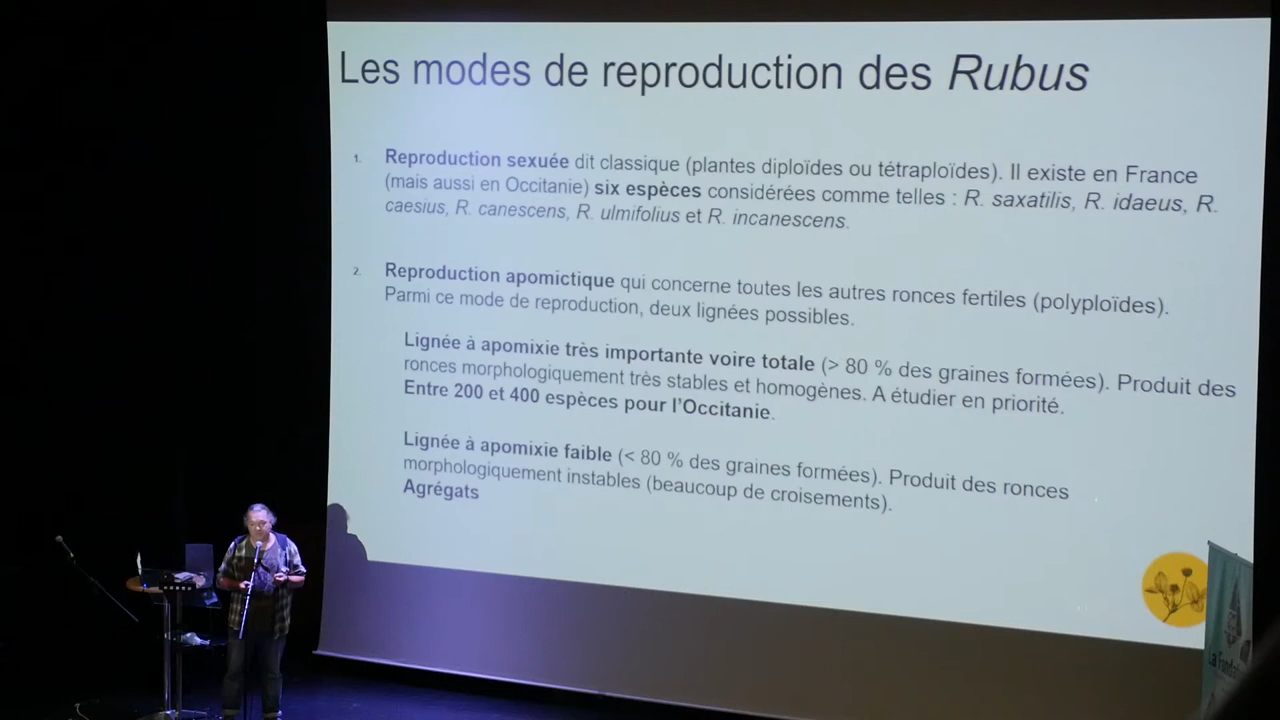 Les modes de reproduction des Rubus
1. Reproduction sexuée dit classique (plantes diploïdes ou tétraploïdes). Il existe en France
(mais aussi en Occitanie) six espèces considérées comme telles : R. saxatilis, R. idaeus, R.
caesius, R. canescens, R. ulmifolius et R. incanescens.
2. Reproduction apomictique qui concerne toutes les autres ronces fertiles (polyploïdes).
Parmi ce mode de reproduction, deux lignées possibles.
Lignée à apomixie très importante voire totale (> 80 % des graines formées). Produit des
ronces morphologiquement très stables et homogènes. A étudier en priorité.
Entre 200 et 400 espèces pour l'Occitanie.
Lignée à apomixie faible (< 80 % des graines formées). Produit des ronces
morphologiquement instables (beaucoup de croisements).
Agrégats
La